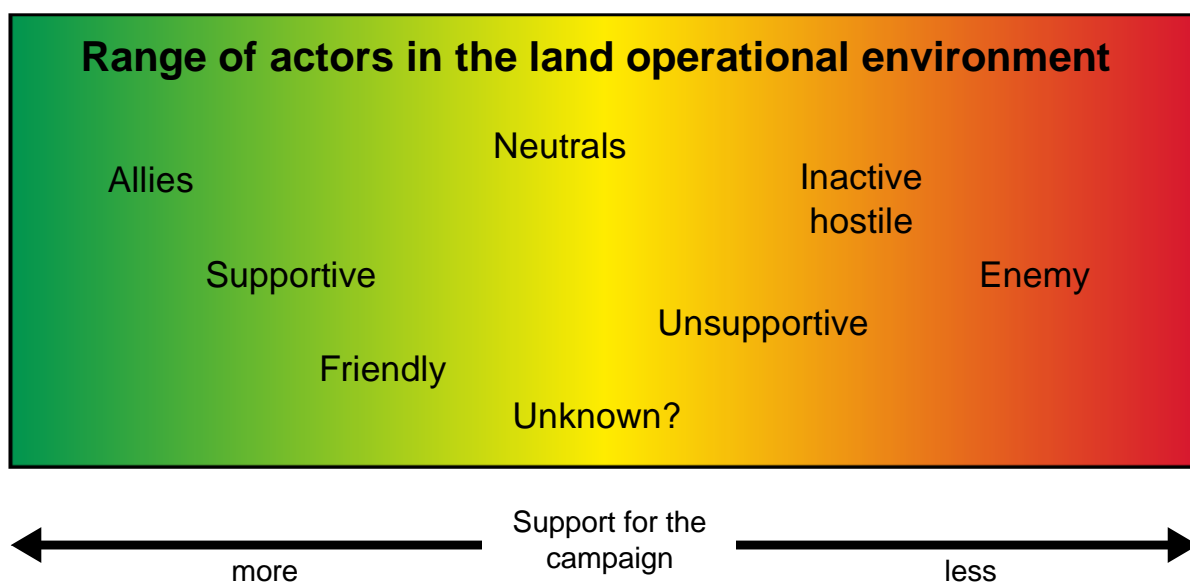 Range of actors in the land operational environment
Neutrals
Allies
Inactive
hostile
Supportive
Enemy
Unsupportive
Friendly
Unknown?
Support for the
campaign
more
less